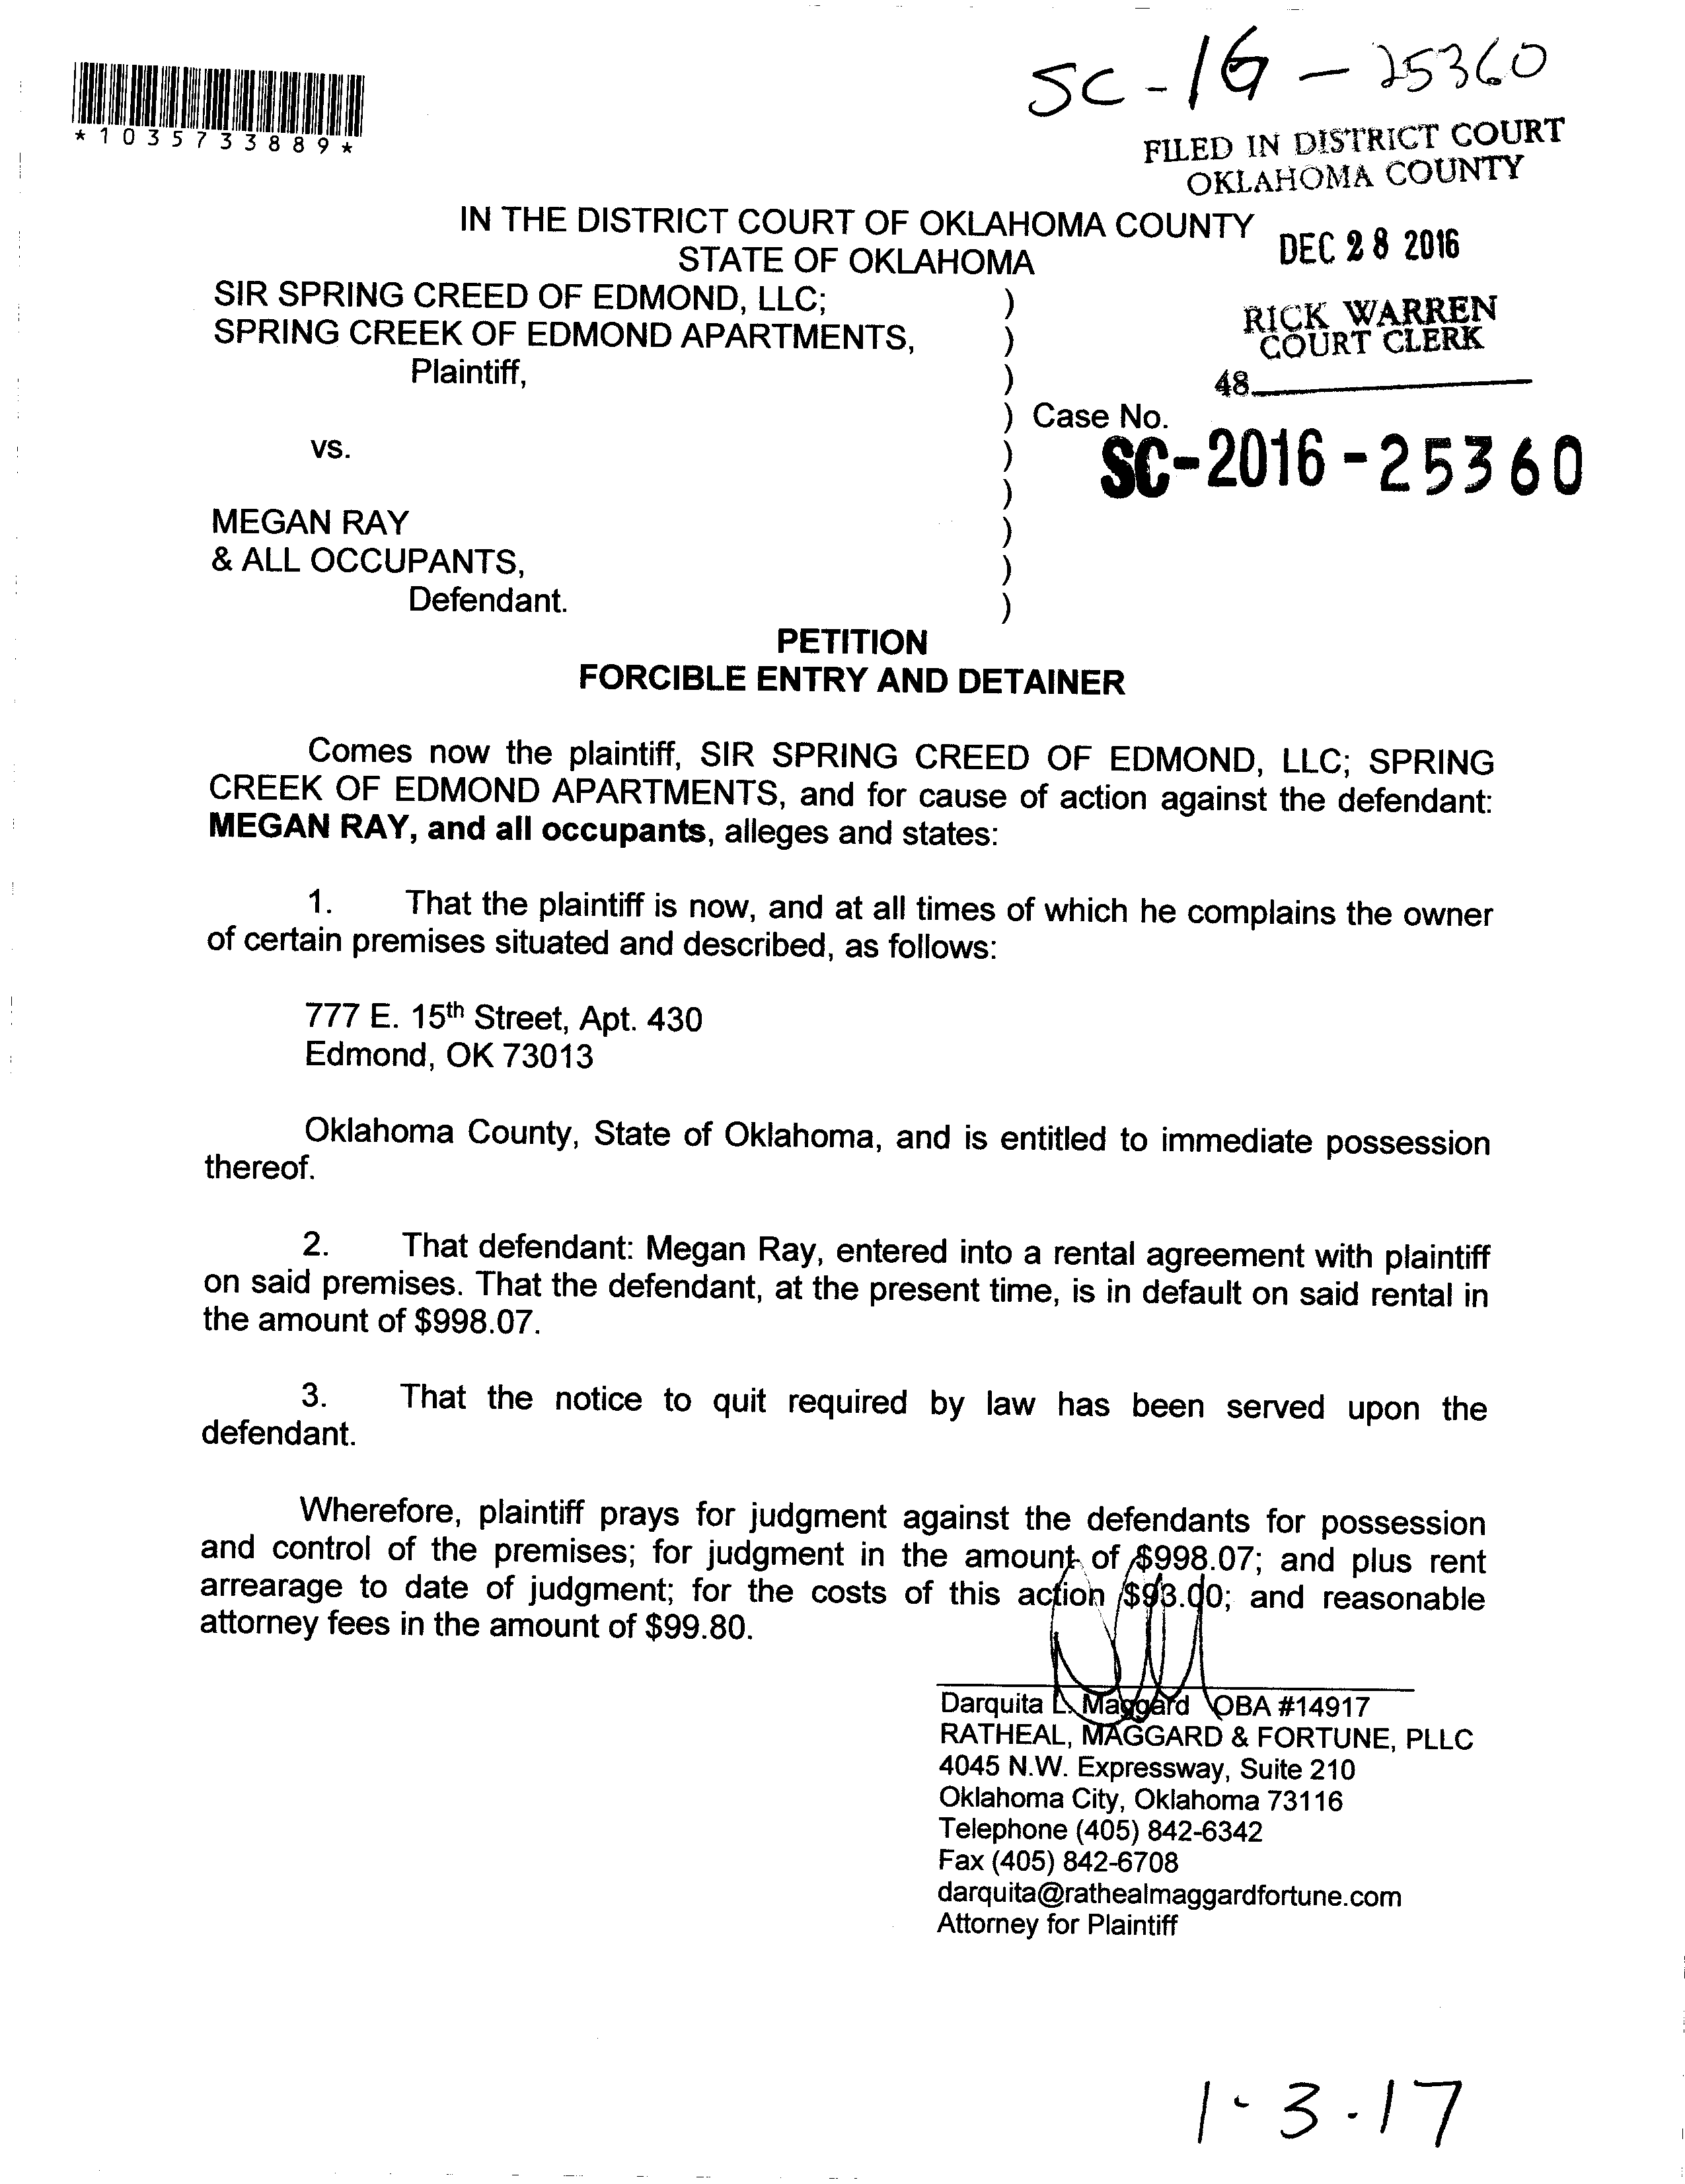 SC-16-25360
*1035733889*
FILED IN DISTRICT COURT
OKLAHOMA COUNTY
IN THE DISTRICT COURT OF OKLAHOMA COUNTY
STATE OF OKLAHOMA
DEC 28 2016
SIR SPRING CREED OF EDMOND, LLC; )
SPRING CREEK OF EDMOND APARTMENTS, )
Plaintiff, )
RICK WARREN
COURT CLERK
48
) Case No.
vs. )
SC-2016-25360
)
MEGAN RAY )
& ALL OCCUPANTS, )
Defendant. )
PETITION
FORCIBLE ENTRY AND DETAINER
Comes now the plaintiff, SIR SPRING CREED OF EDMOND, LLC; SPRING
CREEK OF EDMOND APARTMENTS, and for cause of action against the defendant:
MEGAN RAY, and all occupants, alleges and states:
1. That the plaintiff is now, and at all times of which he complains the owner
of certain premises situated and described, as follows:
777 E. 15th Street, Apt. 430
Edmond, OK 73013
Oklahoma County, State of Oklahoma, and is entitled to immediate possession
thereof.
2. That defendant: Megan Ray, entered into a rental agreement with plaintiff
on said premises. That the defendant, at the present time, is in default on said rental in
the amount of $998.07.
3. That the notice to quit required by law has been served upon the
defendant.
Wherefore, plaintiff prays for judgment against the defendants for possession
and control of the premises; for judgment in the amount of $998.07; and plus rent
arrearage to date of judgment; for the costs of this action $93.00; and reasonable
attorney fees in the amount of $99.80.
Darquita L. Maggard OBA #14917
RATHEAL, MAGGARD & FORTUNE, PLLC
4045 N.W. Expressway, Suite 210
Oklahoma City, Oklahoma 73116
Telephone (405) 842-6342
Fax (405) 842-6708
darquita@rathealmaggardfortune.com
Attorney for Plaintiff
1-3-17